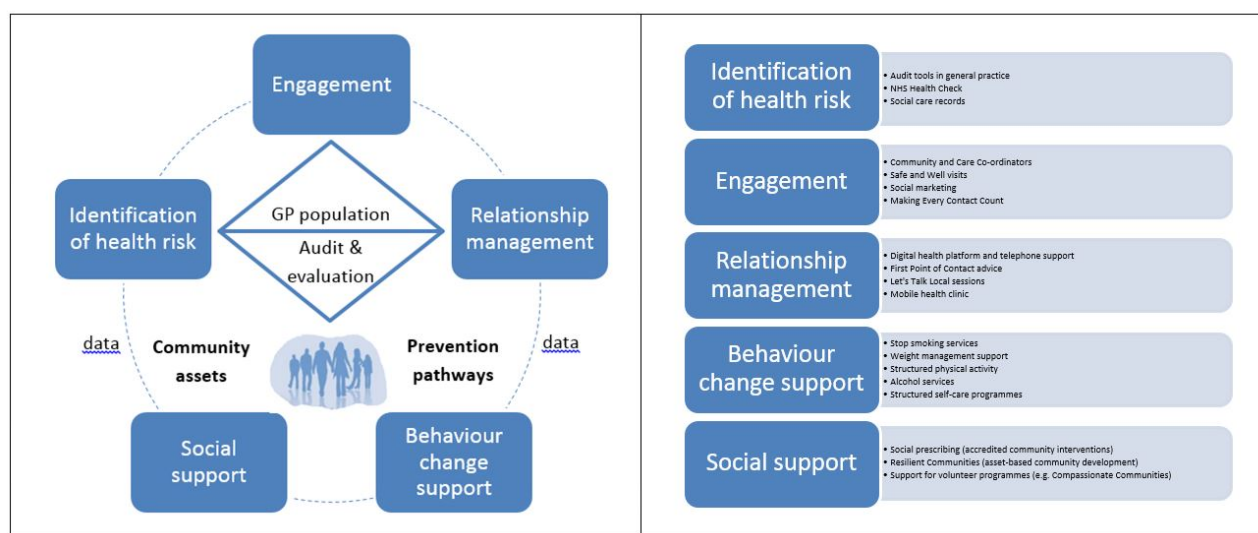 Engagement
Identification
of health risk
GP population
Audit &
evaluation
Relationship
management
data
Community
assets
Prevention
pathways
data
Social
support
Behaviour
change
support
Identification
of health risk
• Audit tools in general practice
• NHS Health Check
• Social care records
Engagement
• Community and Care Co-ordinators
• Safe and Well visits
• Social marketing
• Making Every Contact Count
Relationship
management
• Digital health platform and telephone support
• First Point of Contact advice
• Let's Talk Local sessions
• Mobile health clinic
Behaviour
change support
• Stop smoking services
• Weight management support
• Structured physical activity
• Alcohol services
• Structured self-care programmes
Social support
• Social prescribing (accredited community interventions)
• Resilient Communities (asset-based community development)
• Support for volunteer programmes (e.g. Compassionate Communities)